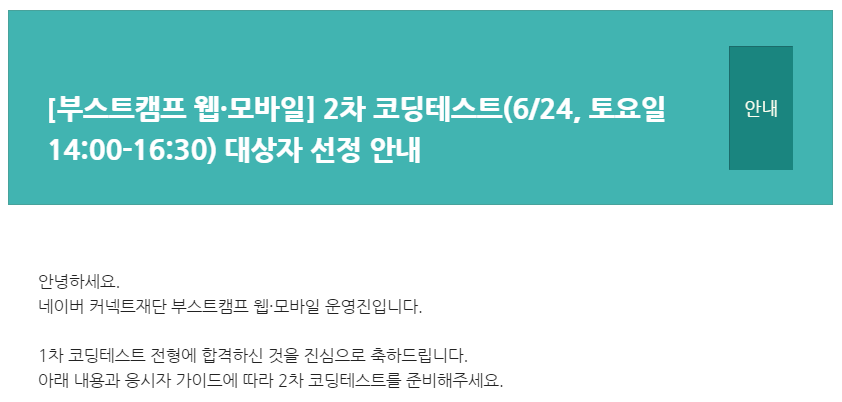 [부스트캠프 웹·모바일] 2차 코딩테스트(6/24, 토요일
14:00-16:30) 대상자 선정 안내
안내
안녕하세요.
네이버 커넥트재단 부스트캠프 웹·모바일 운영진입니다.
1차 코딩테스트 전형에 합격하신 것을 진심으로 축하드립니다.
아래 내용과 응시자 가이드에 따라 2차 코딩테스트를 준비해주세요.